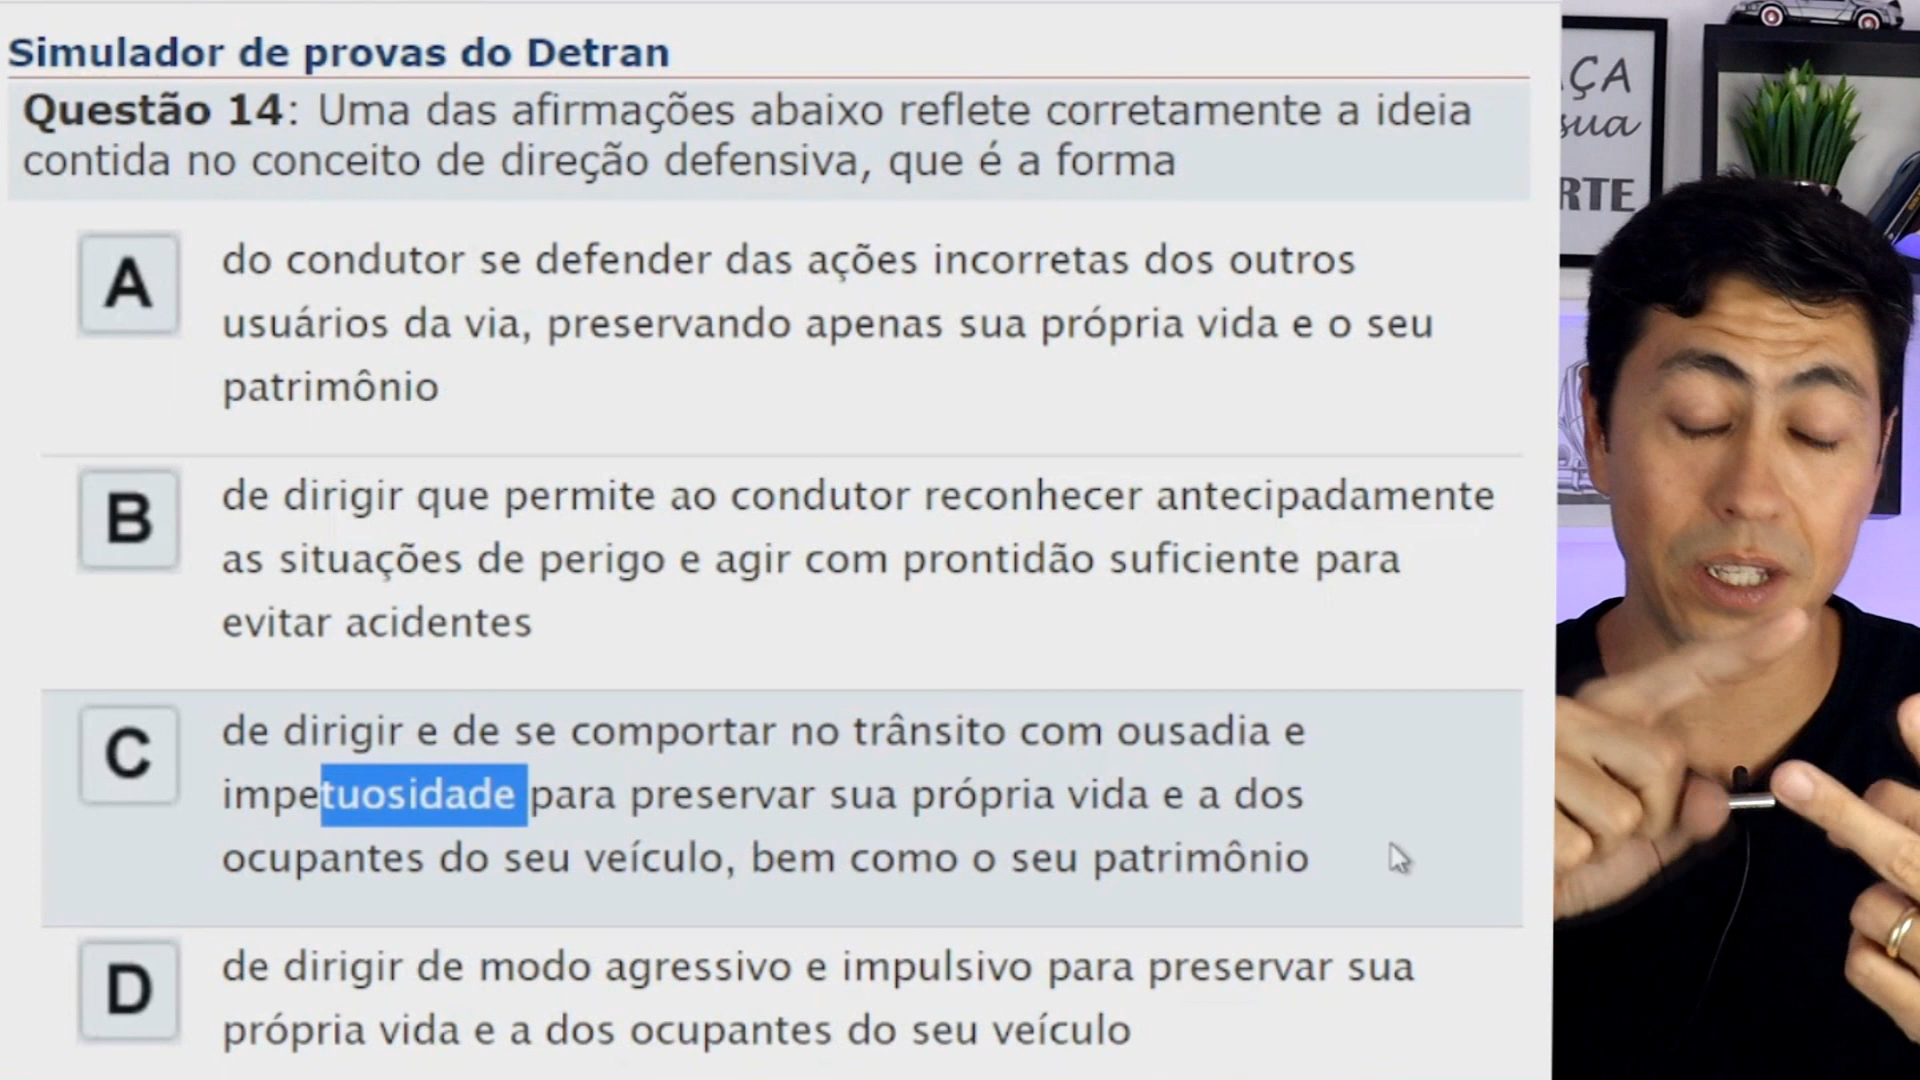 Simulador de provas do Detran
Questão 14: Uma das afirmações abaixo reflete corretamente a ideia
contida no conceito de direção defensiva, que é a forma
A
do condutor se defender das ações incorretas dos outros
usuários da via, preservando apenas sua própria vida e o seu
patrimônio
B
de dirigir que permite ao condutor reconhecer antecipadamente
as situações de perigo e agir com prontidão suficiente para
evitar acidentes
C
de dirigir e de se comportar no trânsito com ousadia e
impetuosidade para preservar sua própria vida e a dos
ocupantes do seu veículo, bem como o seu patrimônio
D
de dirigir de modo agressivo e impulsivo para preservar sua
própria vida e a dos ocupantes do seu veículo
sua